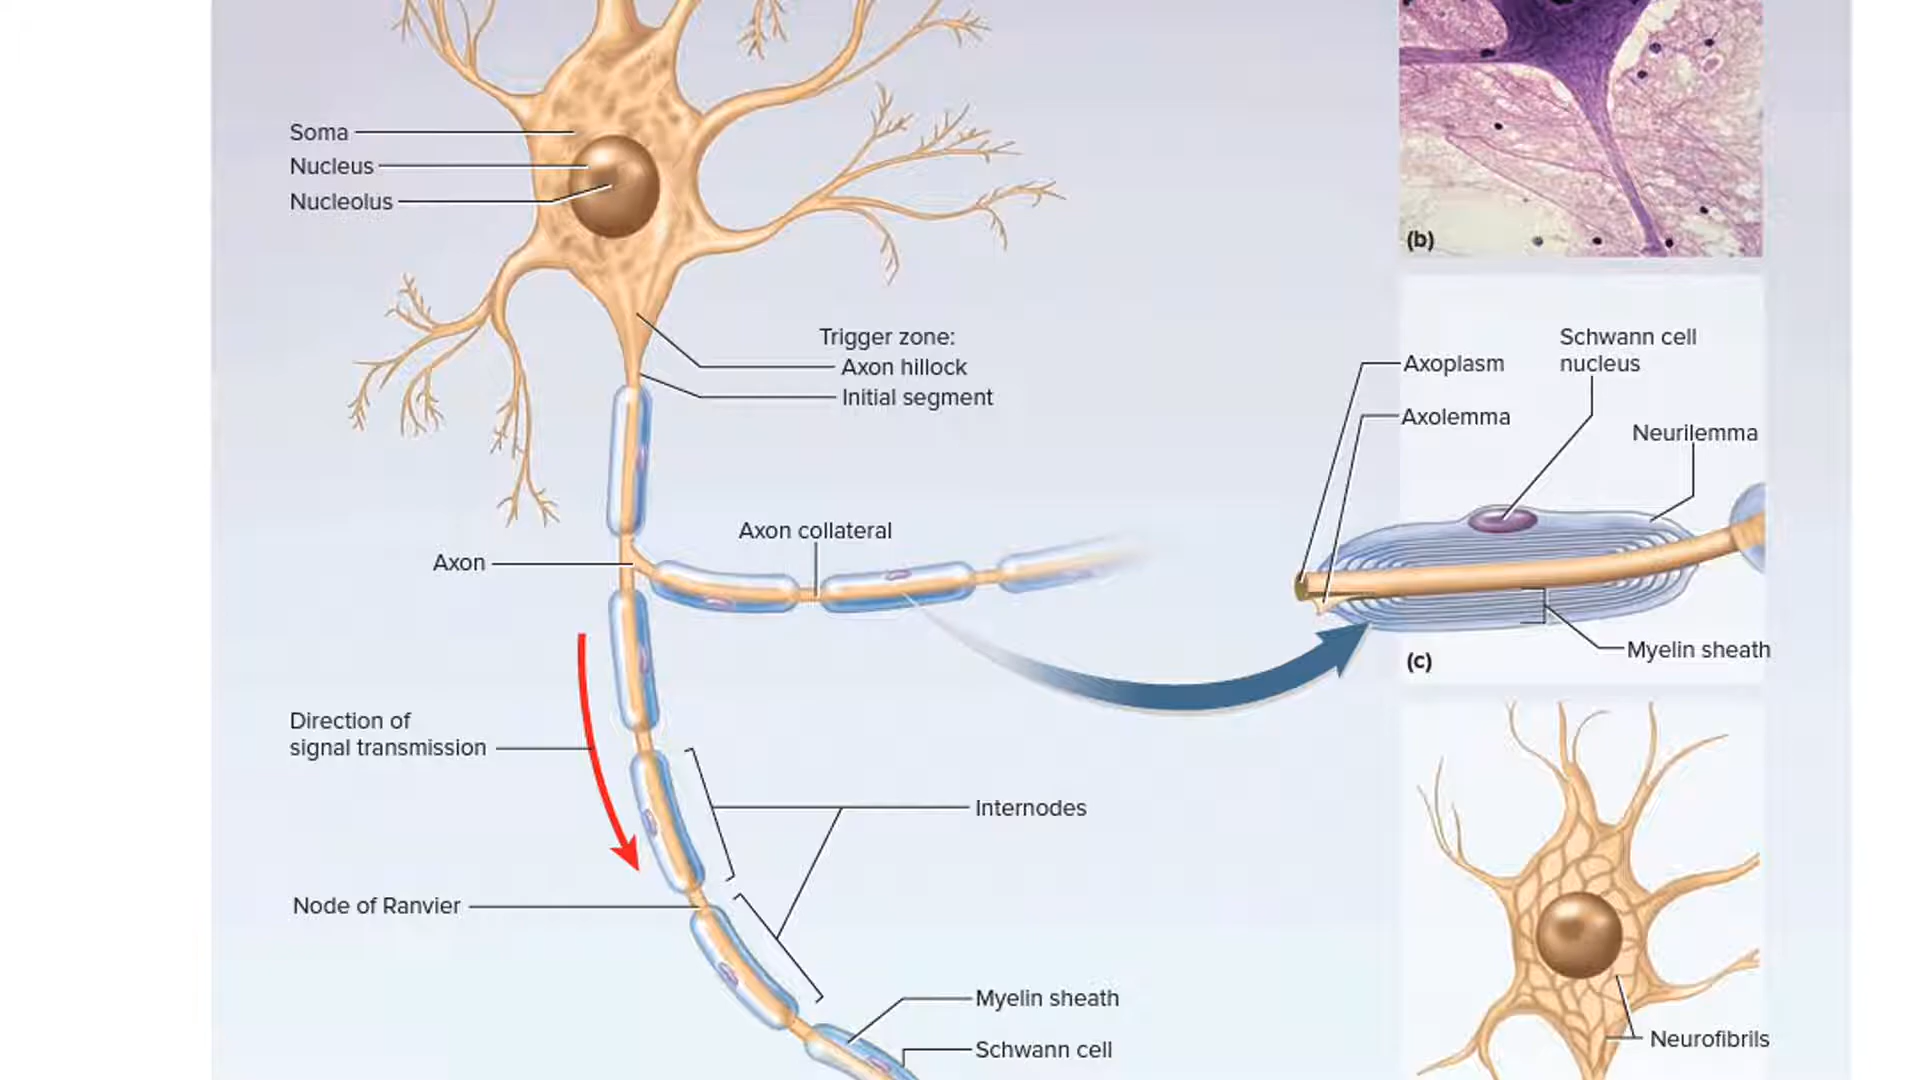 Soma
Nucleus
Nucleolus
(b)
Trigger zone:
Axon hillock
Initial segment
Schwann cell
nucleus
Axoplasm
Axolemma
Neurilemma
Axon collateral
Axon
Myelin sheath
(c)
Direction of
signal transmission
Internodes
Node of Ranvier
Myelin sheath
Schwann cell
Neurofibrils